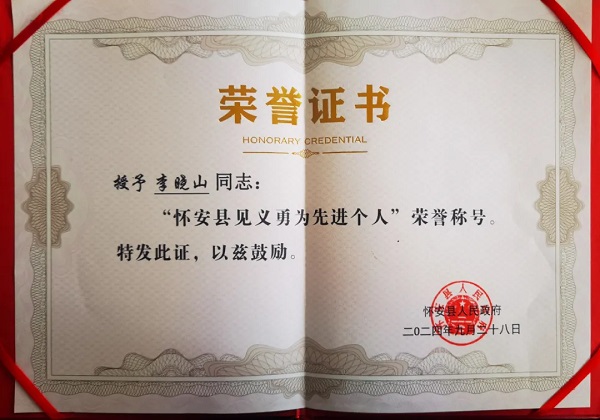 荣誉证书
HONORARY CREDENTIAL
授予 李晓山 同志：
“怀安县见义勇为先进个人”荣誉称号。
特发此证，以兹鼓励。
怀安县人民政府
二〇二四年九月二十八日